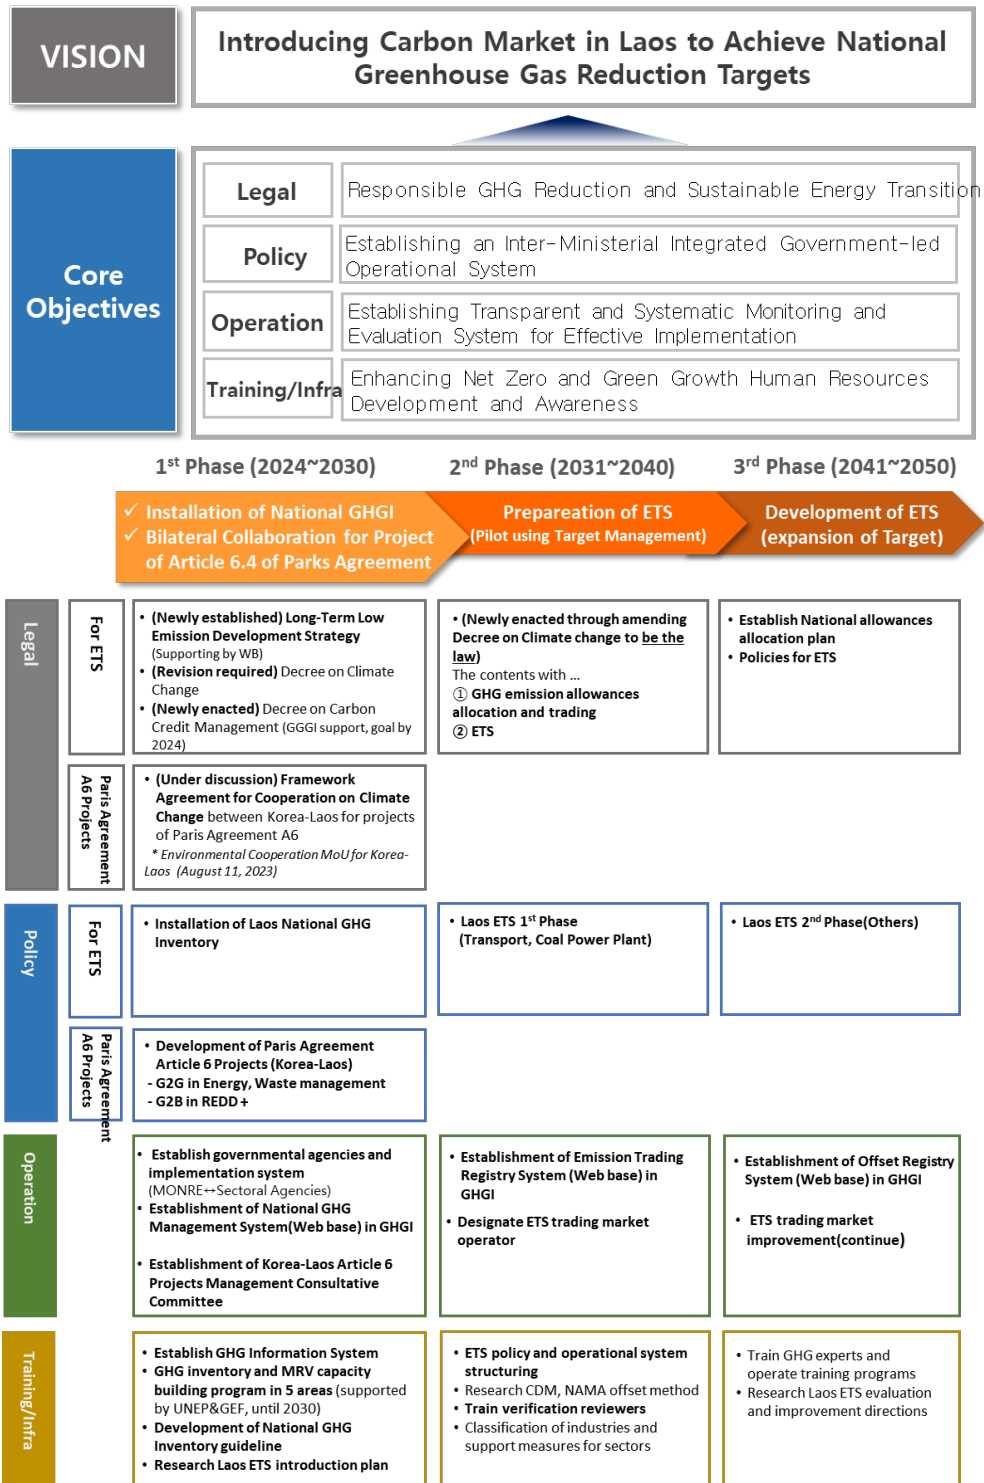 VISION
Introducing Carbon Market in Laos to Achieve National
Greenhouse Gas Reduction Targets
Core
Objectives
Legal
Responsible GHG Reduction and Sustainable Energy Transition
Policy
Establishing an Inter-Ministerial Integrated Government-led
Operational System
Operation
Establishing Transparent and Systematic Monitoring and
Evaluation System for Effective Implementation
Training/Infra
Enhancing Net Zero and Green Growth Human Resources
Development and Awareness
1st Phase (2024~2030)
2nd Phase (2031~2040)
3rd Phase (2041~2050)
✓ Installation of National GHGI
✓ Bilateral Collaboration for Project
of Article 6.4 of Parks Agreement
Prepareation of ETS
(Pilot using Target Management)
Development of ETS
(expansion of Target)
Legal
For ETS
• (Newly established) Long-Term Low
Emission Development Strategy
(Supporting by WB)
• (Revision required) Decree on Climate
Change
• (Newly enacted) Decree on Carbon
Credit Management (GGGI support, goal by
2024)
• (Newly enacted through amending
Decree on Climate change to be the
law)
The contents with ...
① GHG emission allowances
allocation and trading
② ETS
• Establish National allowances
allocation plan
• Policies for ETS
Paris Agreement
A6 Projects
• (Under discussion) Framework
Agreement for Cooperation on Climate
Change between Korea-Laos for projects
of Paris Agreement A6
* Environmental Cooperation MoU for Korea-
Laos (August 11, 2023)
Policy
For ETS
• Installation of Laos National GHG
Inventory
• Laos ETS 1st Phase
(Transport, Coal Power Plant)
• Laos ETS 2nd Phase(Others)
Paris Agreement
A6 Projects
• Development of Paris Agreement
Article 6 Projects (Korea-Laos)
- G2G in Energy, Waste management
- G2B in REDD+
Operation
• Establish governmental agencies and
implementation system
(MONRE↔Sectoral Agencies)
• Establishment of National GHG
Management System(Web base) in GHGI
• Establishment of Korea-Laos Article 6
Projects Management Consultative
Committee
• Establishment of Emission Trading
Registry System (Web base) in
GHGI
• Designate ETS trading market
operator
• Establishment of Offset Registry
System (Web base) in GHGI
• ETS trading market
improvement(continue)
Training/Infra
• Establish GHG Information System
• GHG inventory and MRV capacity
building program in 5 areas (supported
by UNEP&GEF, until 2030)
• Development of National GHG
Inventory guideline
• Research Laos ETS introduction plan
• ETS policy and operational system
structuring
• Research CDM, NAMA offset method
• Train verification reviewers
• Classification of industries and
support measures for sectors
• Train GHG experts and
operate training programs
• Research Laos ETS evaluation
and improvement directions